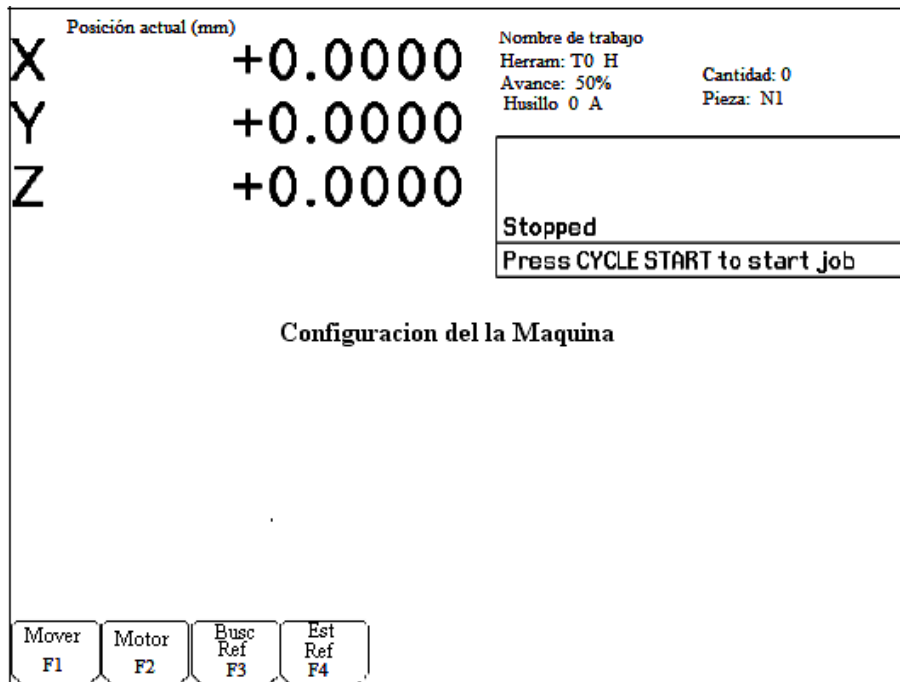 Posición actual (mm)
X +0.0000
Y +0.0000
Z +0.0000
Nombre de trabajo
Herram: T0 H
Avance: 50%
Husillo 0 A
Cantidad: 0
Pieza: N1
Stopped
Press CYCLE START to start job
Configuracion del la Maquina
Mover
F1
Motor
F2
Busc
Ref
F3
Est
Ref
F4